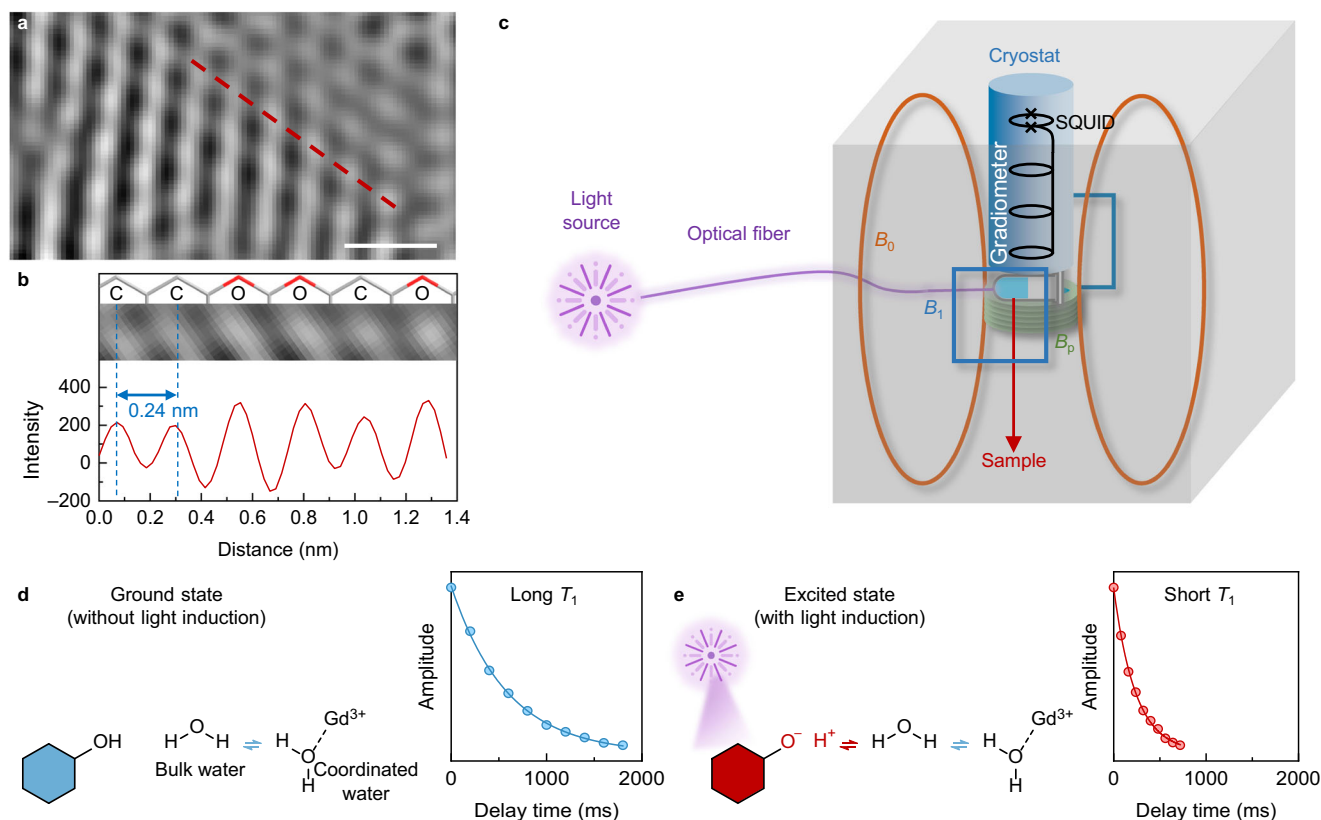 a
b
C C O O C O
400
200
0
−200
0.24 nm
Intensity
0.0 0.2 0.4 0.6 0.8 1.0 1.2 1.4
Distance (nm)
c
Light
source
Optical fiber
Cryostat
SQUID
Gradiometer
B0
B1
Bp
Sample
d
Ground state
(without light induction)
OH
O
H H
Bulk water
Gd3+
H
O
H
Coordinated
water
Long T1
Amplitude
0 1000 2000
Delay time (ms)
e
Excited state
(with light induction)
O− H+
O
H H
Gd3+
H
O
H
Short T1
Amplitude
0 1000 2000
Delay time (ms)